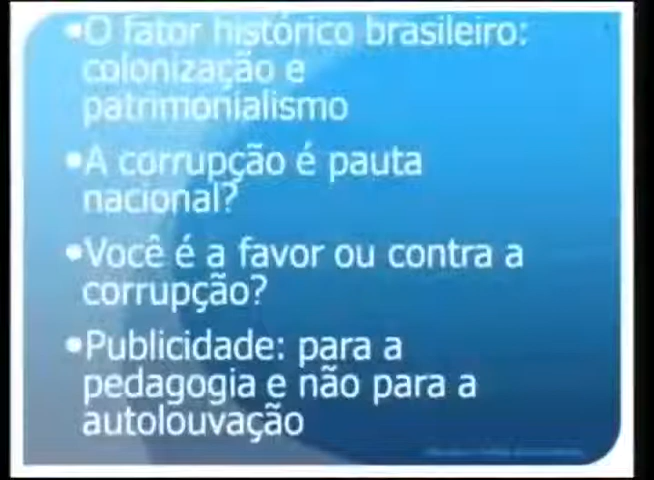 •O fator histórico brasileiro:
colonização e
patrimonialismo
•A corrupção é pauta
nacional?
•Você é a favor ou contra a
corrupção?
•Publicidade: para a
pedagogia e não para a
autolouvação